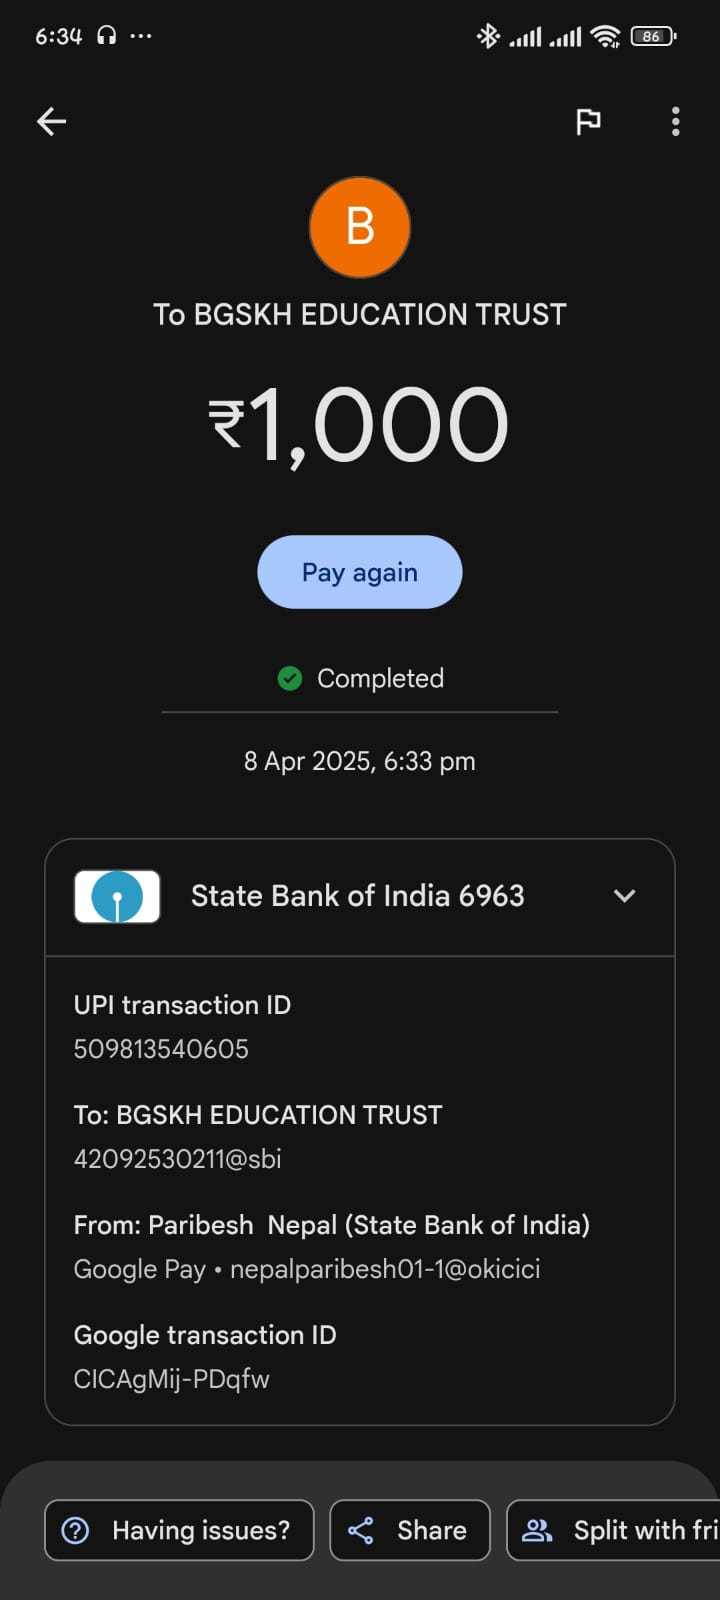 6:34
86
B
To BGSKH EDUCATION TRUST
₹1,000
Pay again
Completed
8 Apr 2025, 6:33 pm
State Bank of India 6963
UPI transaction ID
509813540605
To: BGSKH EDUCATION TRUST
42092530211@sbi
From: Paribesh Nepal (State Bank of India)
Google Pay • nepalparibesh01-1@okicici
Google transaction ID
CICAgMij-PDqfw
Having issues?
Share
Split with fri